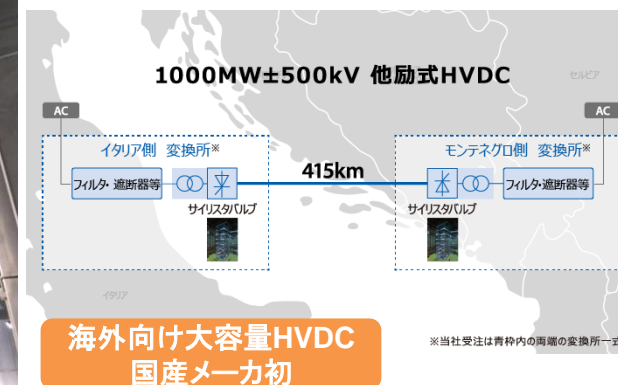 1000MW±500kV 他励式HVDC
セルビア
AC
AC
イタリア側 変換所※
モンテネグロ側 変換所※
415km
フィルタ・遮断器等
フィルタ・遮断器等
サイリスタバルブ
サイリスタバルブ
イタリア
海外向け大容量HVDC
国産メーカ初
※当社受注は青枠内の両端の変換所一式